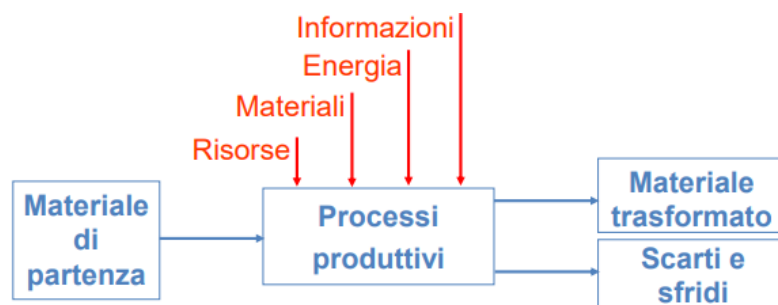 Informazioni
Energia
Materiali
Risorse
Materiale
di
partenza
Processi
produttivi
Materiale
trasformato
Scarti e
sfridi